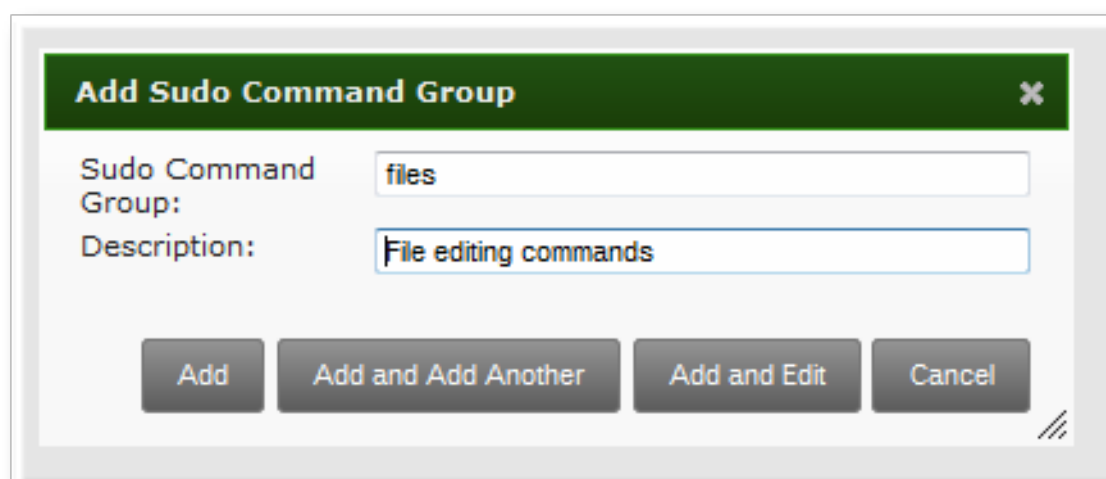 Add Sudo Command Group
Sudo Command
Group:
files
Description:
File editing commands
Add
Add and Add Another
Add and Edit
Cancel